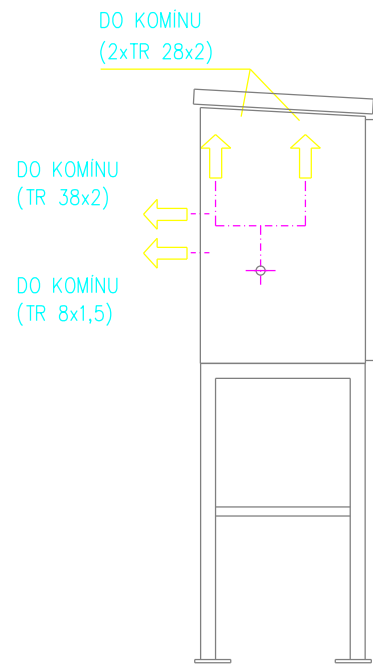 DO KOMÍNU
(2xTR 28x2)
DO KOMÍNU
(TR 38x2)
DO KOMÍNU
(TR 8x1,5)